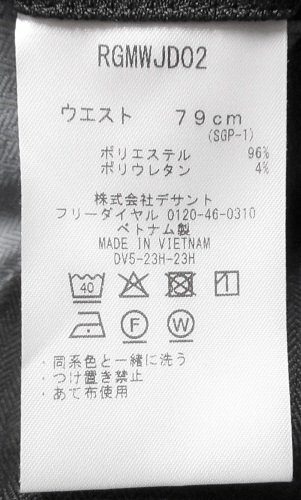 RGMWJD02
ウエスト 79cm
(SGP-1)
ポリエステル 96%
ポリウレタン 4%
株式会社デサント
フリーダイヤル 0120-46-0310
ベトナム製
MADE IN VIETNAM
DV5-23H-23H
40
F W
・同系色と一緒に洗う
・つけ置き禁止
・あて布使用